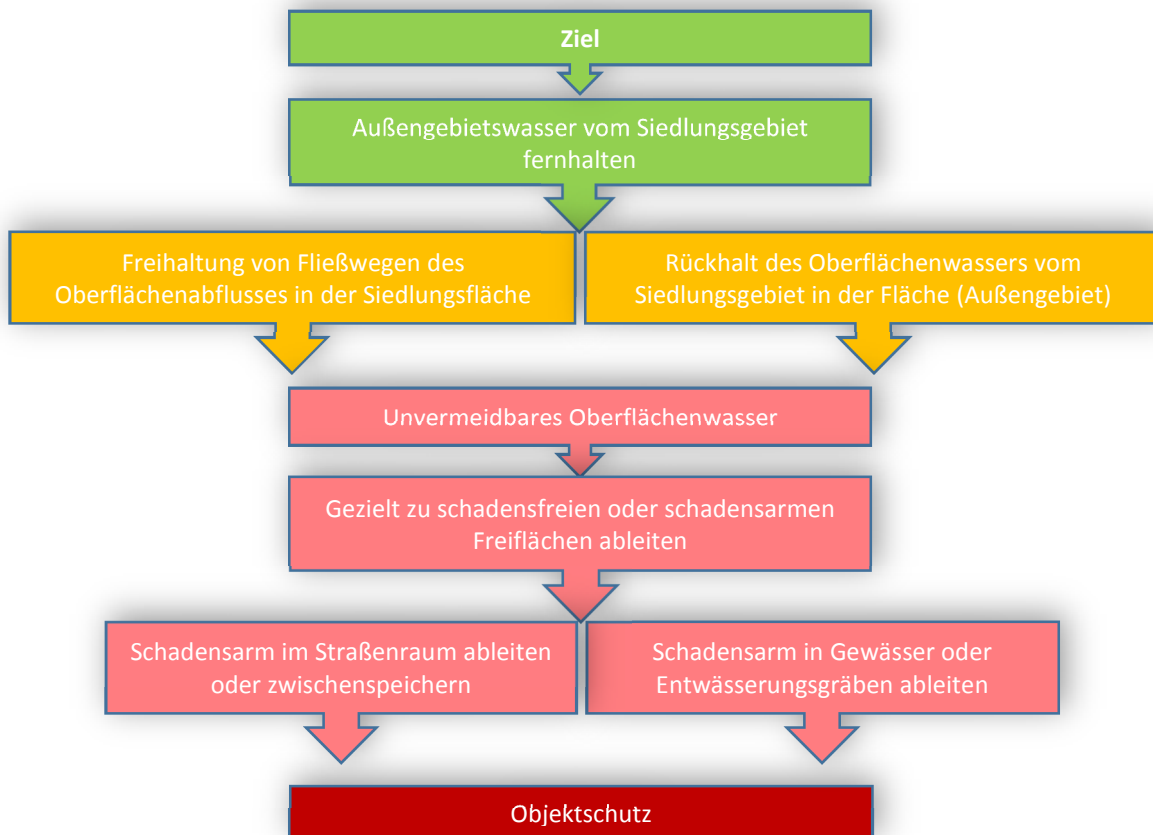 Ziel
Außengebietswasser vom Siedlungsgebiet
fernhalten
Freihaltung von Fließwegen des
Oberflächenabflusses in der Siedlungsfläche
Rückhalt des Oberflächenwassers vom
Siedlungsgebiet in der Fläche (Außengebiet)
Unvermeidbares Oberflächenwasser
Gezielt zu schadensfreien oder schadensarmen
Freiflächen ableiten
Schadensarm im Straßenraum ableiten
oder zwischenspeichern
Schadensarm in Gewässer oder
Entwässerungsgräben ableiten
Objektschutz